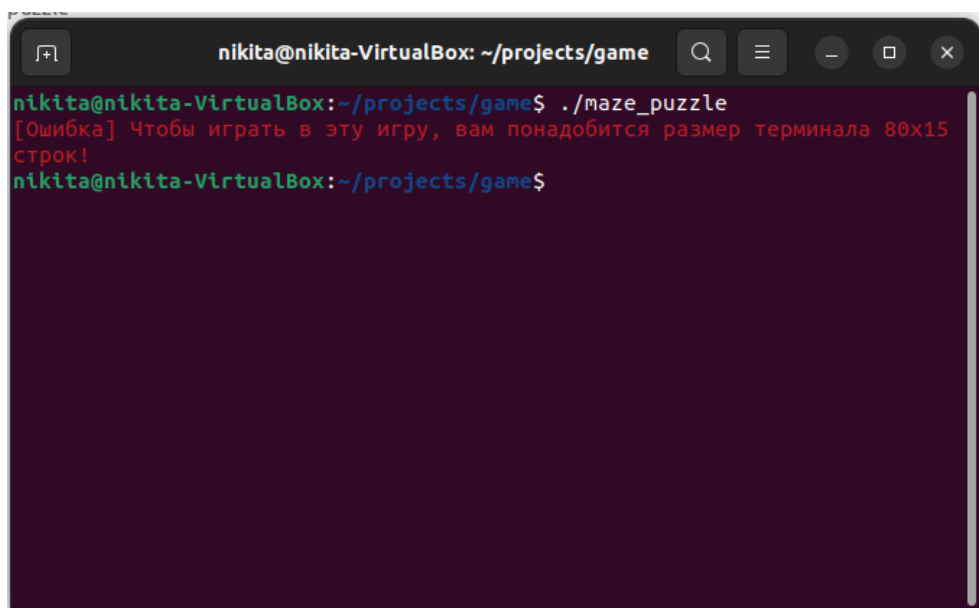 nikita@nikita-VirtualBox: ~/projects/game
nikita@nikita-VirtualBox:~/projects/game$ ./maze_puzzle
[Ошибка] Чтобы играть в эту игру, вам понадобится размер терминала 80x15
строк!
nikita@nikita-VirtualBox:~/projects/game$